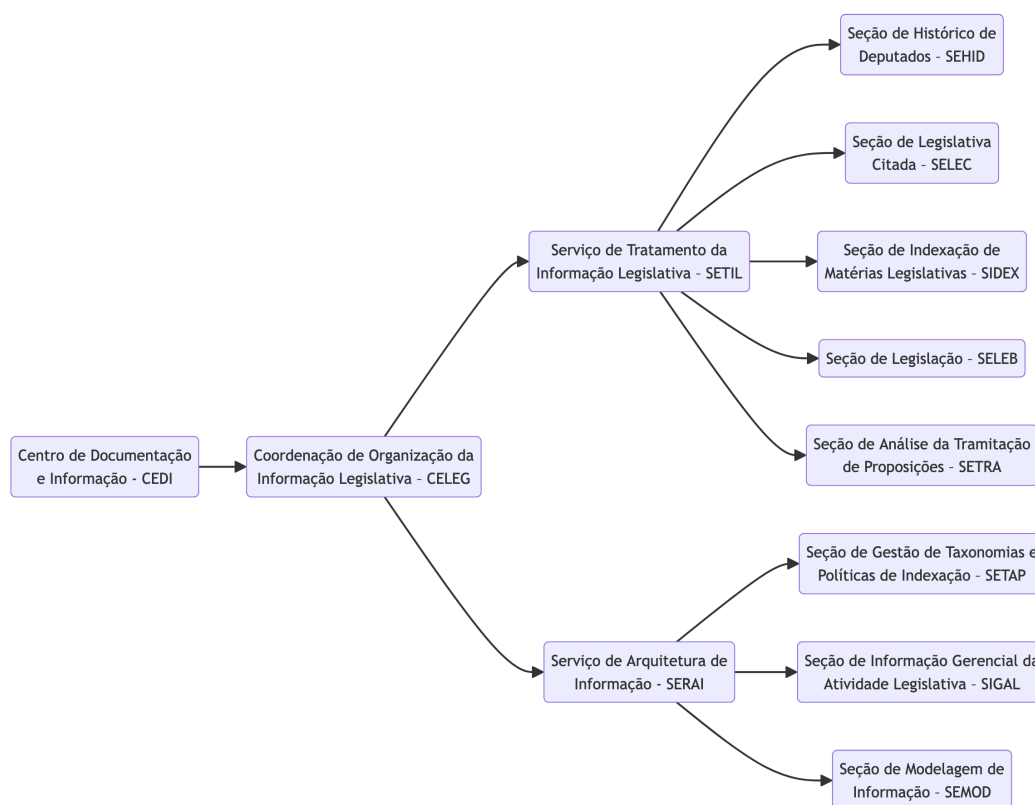 Seção de Histórico de
Deputados – SEHID
Seção de Legislativa
Citada – SELEC
Serviço de Tratamento da
Informação Legislativa – SETIL
Seção de Indexação de
Matérias Legislativas – SIDEX
Seção de Legislação – SELEB
Seção de Análise da Tramitação
de Proposições – SETRA
Centro de Documentação
e Informação - CEDI
Coordenação de Organização da
Informação Legislativa – CELEG
Seção de Gestão de Taxonomias e
Políticas de Indexação – SETAP
Serviço de Arquitetura de
Informação - SERAI
Seção de Informação Gerencial da
Atividade Legislativa – SIGAL
Seção de Modelagem de
Informação – SEMOD